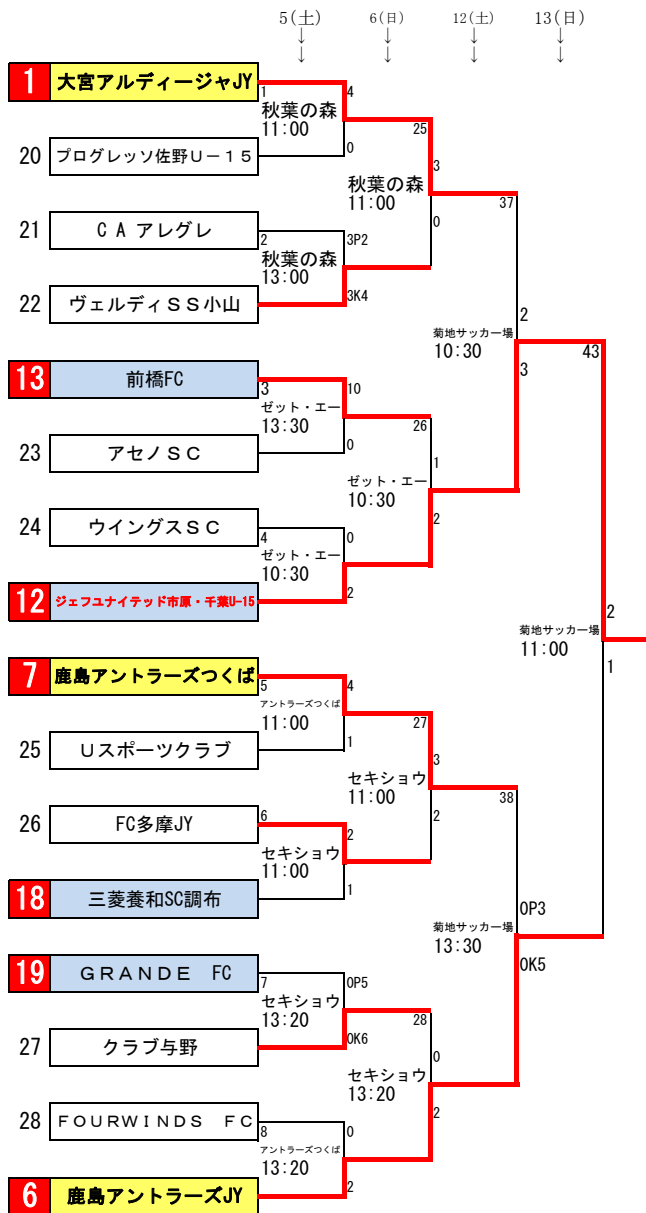 5(土) 6(日) 12(土) 13(日)
↓ ↓ ↓ ↓
↓ ↓ ↓ ↓
1 大宮アルディージャJY
1 4
秋葉の森
11:00
25
20 プログレッソ佐野U－15
0
3
秋葉の森
11:00
37
21 CA アレグレ
2 3P2
0
秋葉の森
13:00
22 ヴェルディSS小山
3K4
2
菊地サッカー場
10:30
43
13 前橋FC
3 10
3
ゼット・エー
13:30
26
23 アセノSC
0
1
ゼット・エー
10:30
24 ウイングスSC
4 0
2
ゼット・エー
10:30
12 ジェフユナイテッド市原・千葉U-15
2
2
菊地サッカー場
11:00
1
7 鹿島アントラーズつくば
5 4
アントラーズつくば
11:00
27
25 Uスポーツクラブ
1
3
セキショウ
11:00
38
26 FC多摩JY
6 2
2
セキショウ
11:00
18 三菱養和SC調布
1
0P3
菊地サッカー場
13:30
0K5
19 GRANDE FC
7 0P5
セキショウ
13:20
28
27 クラブ与野
0K6
0
セキショウ
13:20
28 FOURWINDS FC
8 0
2
アントラーズつくば
13:20
6 鹿島アントラーズJY
2